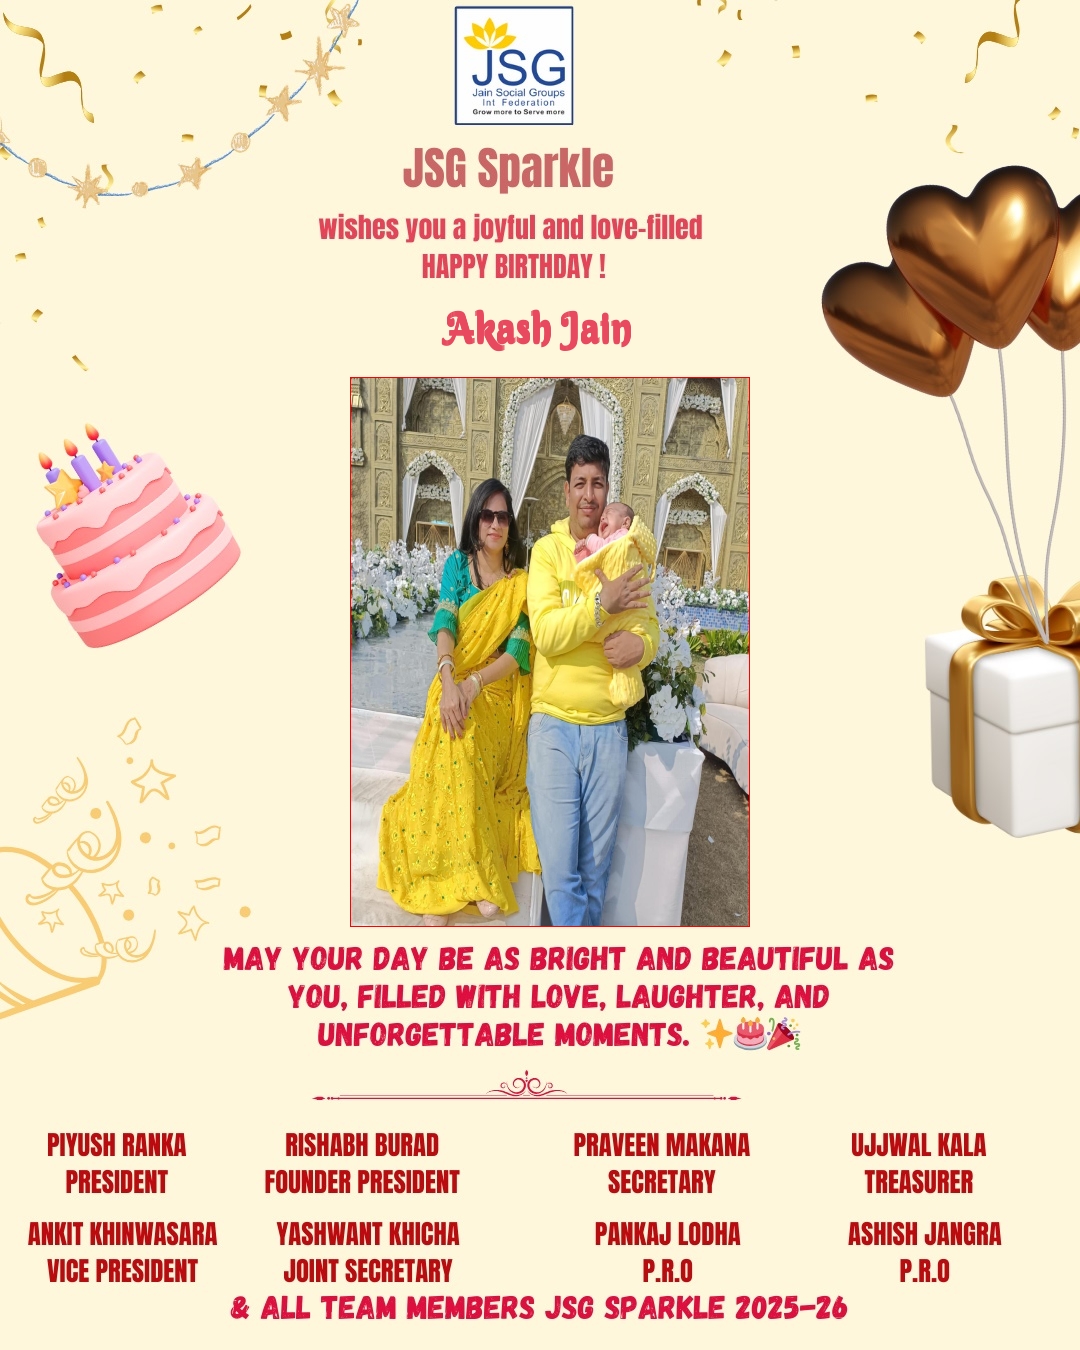 JSG
Jain Social Groups
Int Federation
Grow more to Serve more
JSG Sparkle
wishes you a joyful and love-filled
HAPPY BIRTHDAY !
Akash Jain
MAY YOUR DAY BE AS BRIGHT AND BEAUTIFUL AS
YOU, FILLED WITH LOVE, LAUGHTER, AND
UNFORGETTABLE MOMENTS. ✨🎂🎉
PIYUSH RANKA
PRESIDENT
RISHABH BURAD
FOUNDER PRESIDENT
PRAVEEN MAKANA
SECRETARY
UJJWAL KALA
TREASURER
ANKIT KHINWASARA
VICE PRESIDENT
YASHWANT KHICHA
JOINT SECRETARY
PANKAJ LODHA
P.R.O
ASHISH JANGRA
P.R.O
& ALL TEAM MEMBERS JSG SPARKLE 2025-26